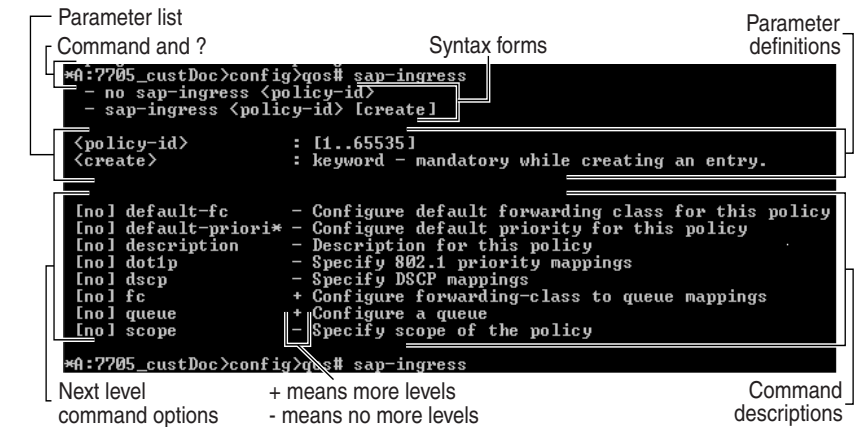 Parameter list
Parameter
definitions
Command and ?
Syntax forms
*A:7705_custDoc>config>qos# sap-ingress
- no sap-ingress <policy-id>
- sap-ingress <policy-id> [create]
<policy-id> : [1..65535]
<create> : keyword - mandatory while creating an entry.
[no] default-fc - Configure default forwarding class for this policy
[no] default-priori* - Configure default priority for this policy
[no] description - Description for this policy
[no] dot1p - Specify 802.1 priority mappings
[no] dscp - Specify DSCP mappings
[no] fc + Configure forwarding-class to queue mappings
[no] queue + Configure a queue
[no] scope - Specify scope of the policy
*A:7705_custDoc>config>qos# sap-ingress
Next level
command options
+ means more levels
- means no more levels
Command
descriptions